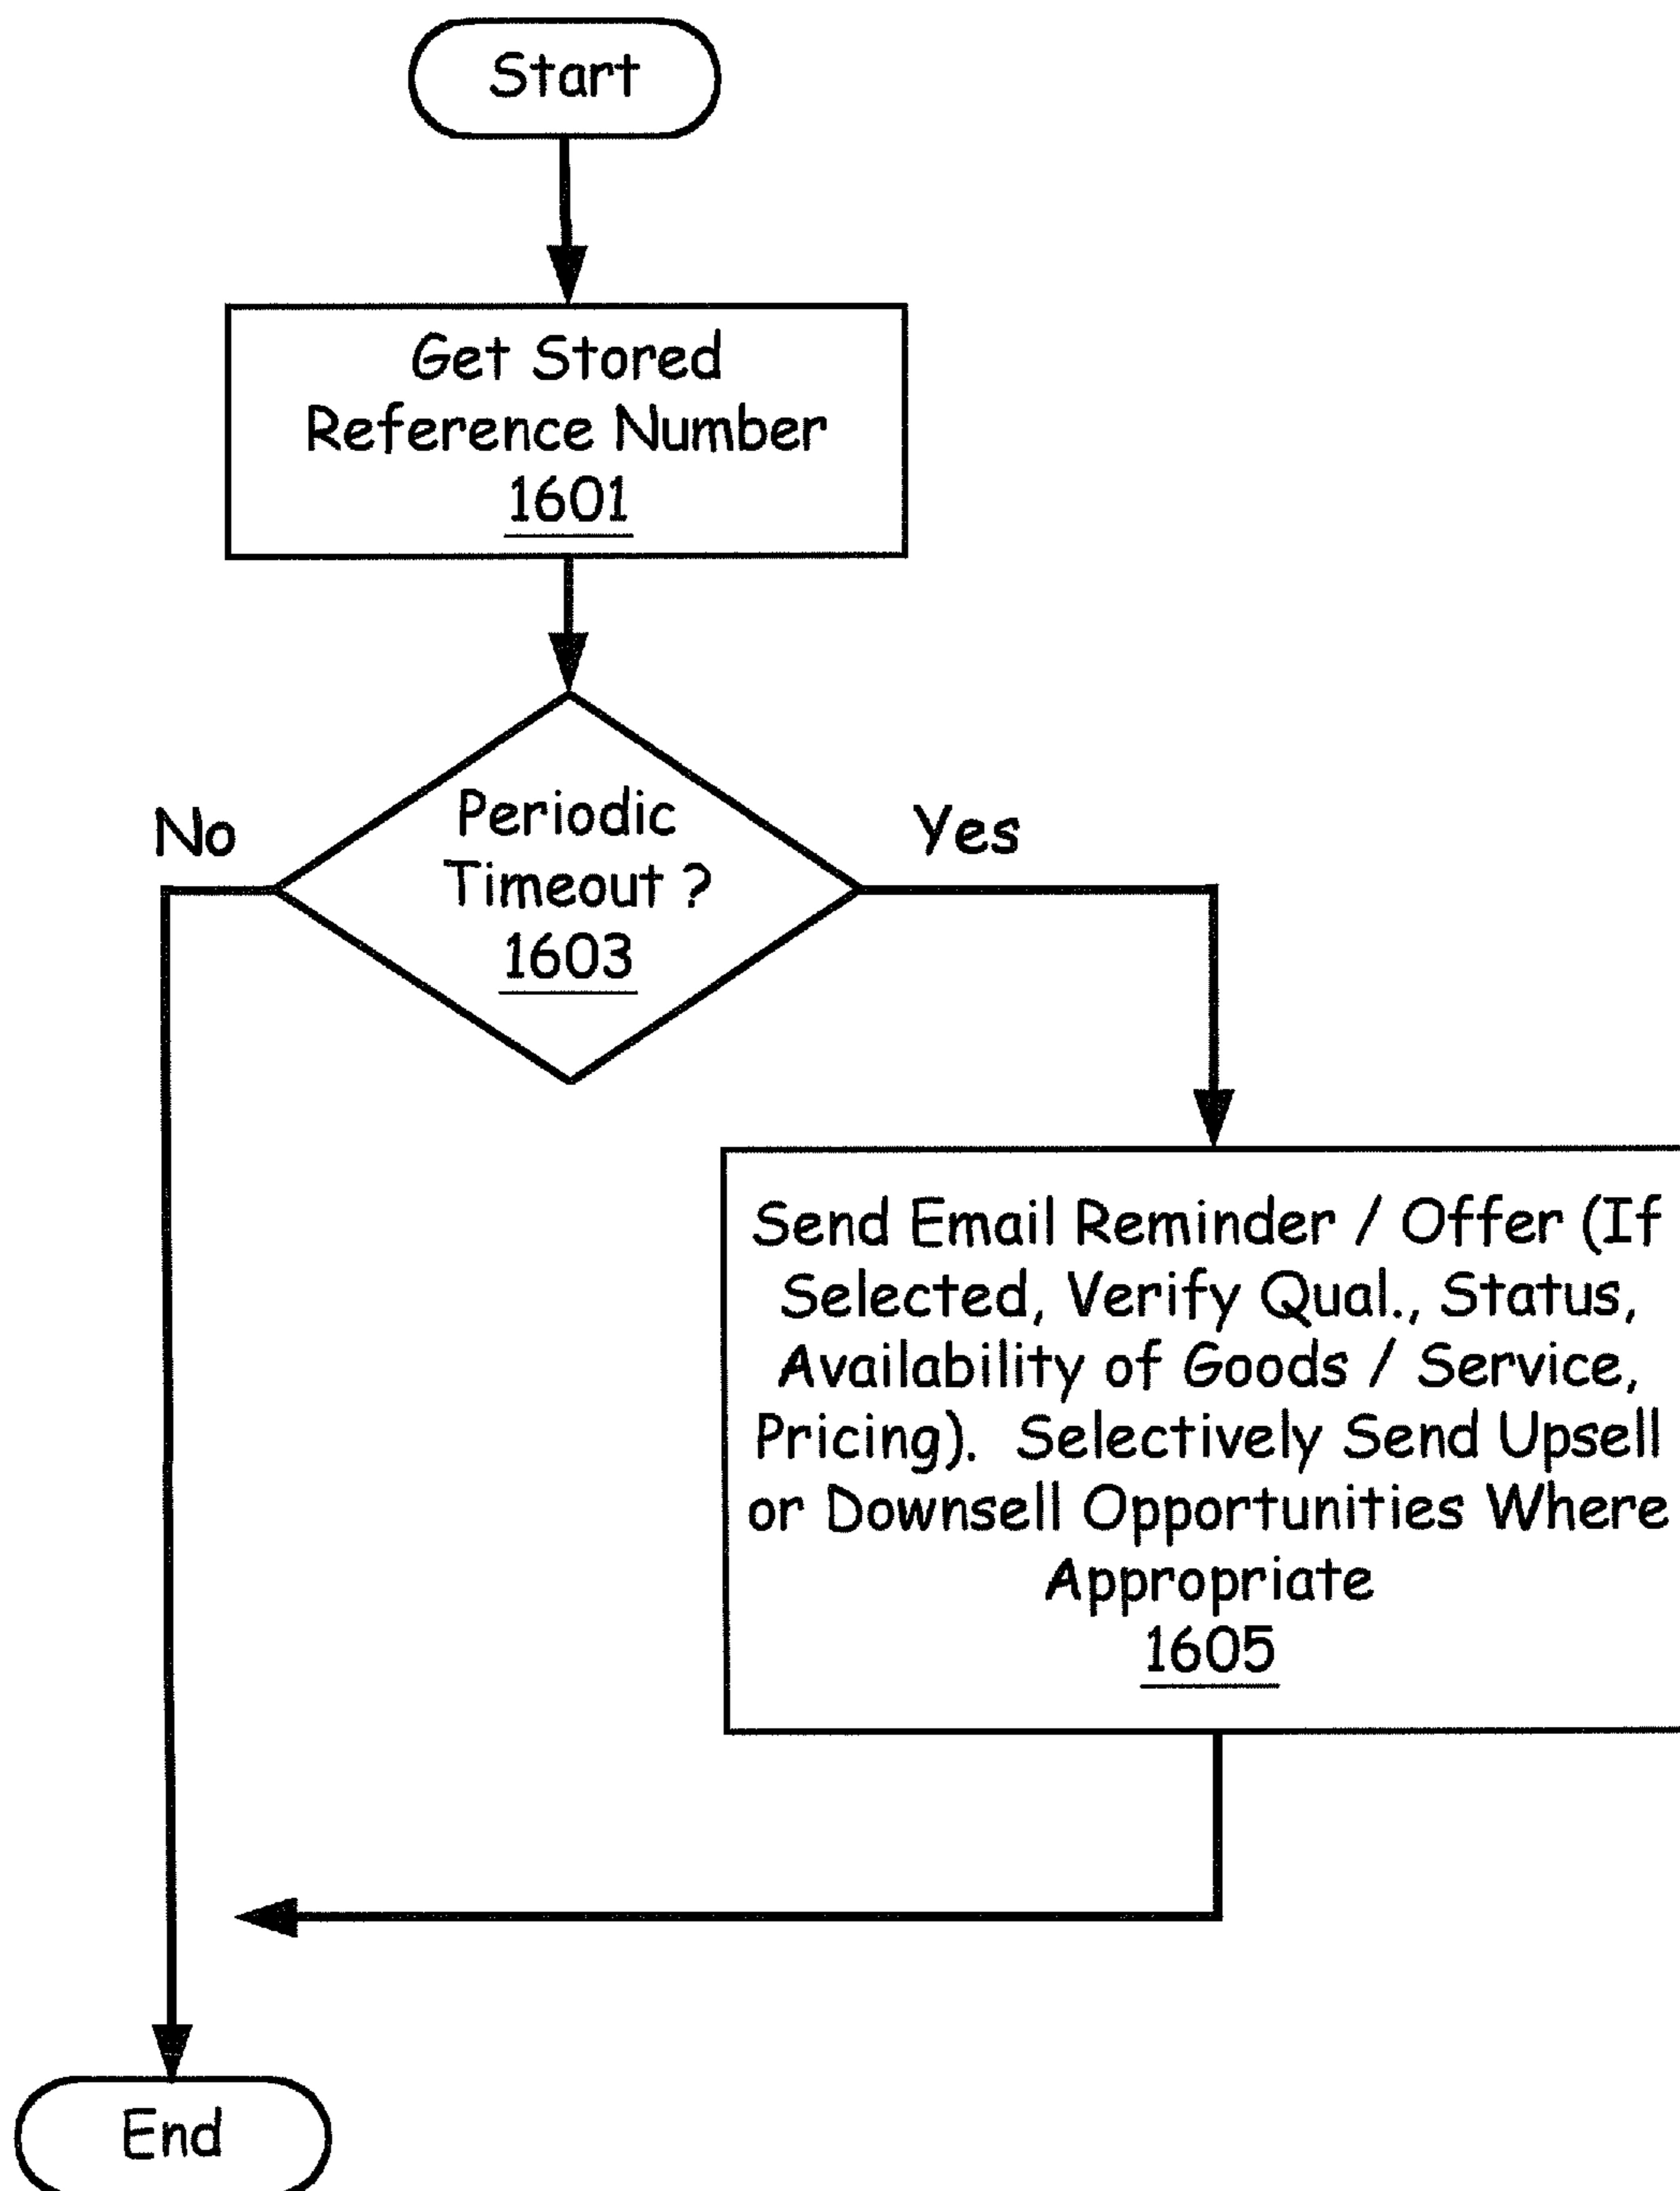 Start
Get Stored
Reference Number
1601
No
Yes
Periodic
Timeout ?
1603
Send Email Reminder / Offer (If
Selected, Verify Qual., Status,
Availability of Goods / Service,
Pricing). Selectively Send Upsell
or Downsell Opportunities Where
Appropriate
1605
End